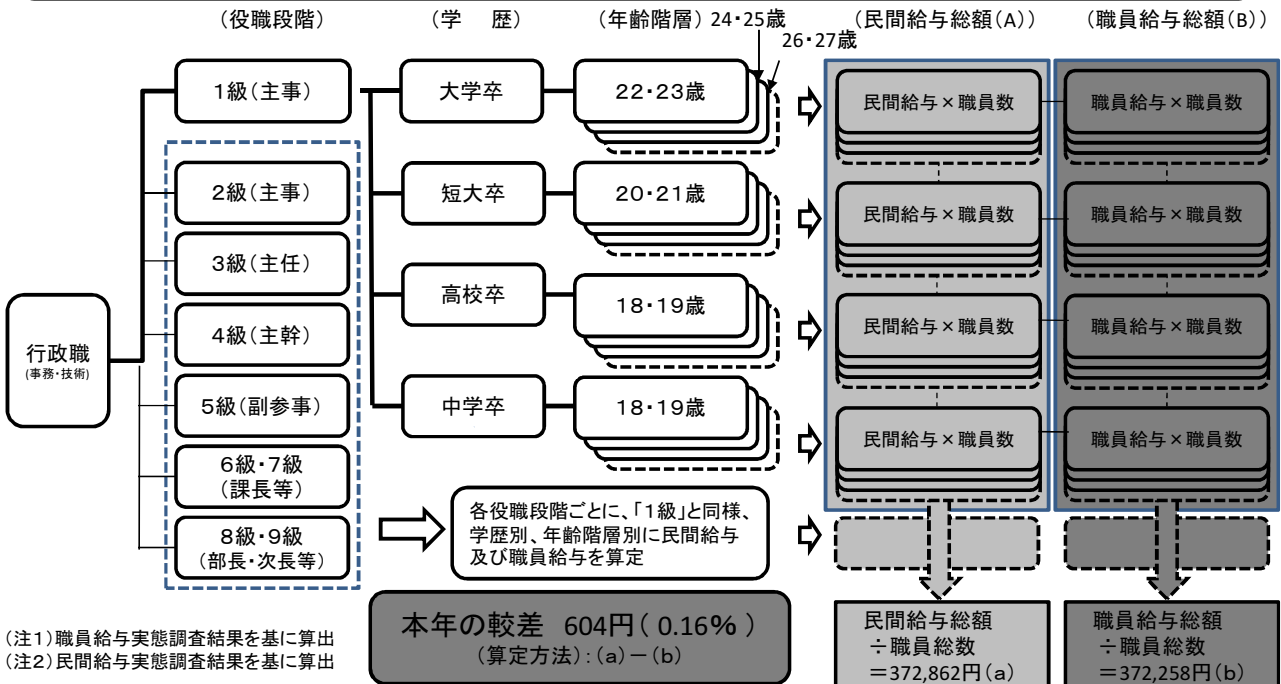 (役職段階)
(学　歴)
(年齢階層)
24・25歳
26・27歳
(民間給与総額(A))
(職員給与総額(B))
1級(主事)
大学卒
22・23歳
民間給与×職員数
職員給与×職員数
2級(主事)
短大卒
20・21歳
民間給与×職員数
職員給与×職員数
3級(主任)
高校卒
18・19歳
民間給与×職員数
職員給与×職員数
4級(主幹)
行政職
(事務・技術)
5級(副参事)
中学卒
18・19歳
民間給与×職員数
職員給与×職員数
6級・7級
(課長等)
8級・9級
(部長・次長等)
各役職段階ごとに、「1級」と同様、
学歴別、年齢階層別に民間給与
及び職員給与を算定
本年の較差 604円( 0.16% )
(算定方法):(a)-(b)
民間給与総額
÷職員総数
=372,862円(a)
職員給与総額
÷職員総数
=372,258円(b)
(注1)職員給与実態調査結果を基に算出
(注2)民間給与実態調査結果を基に算出